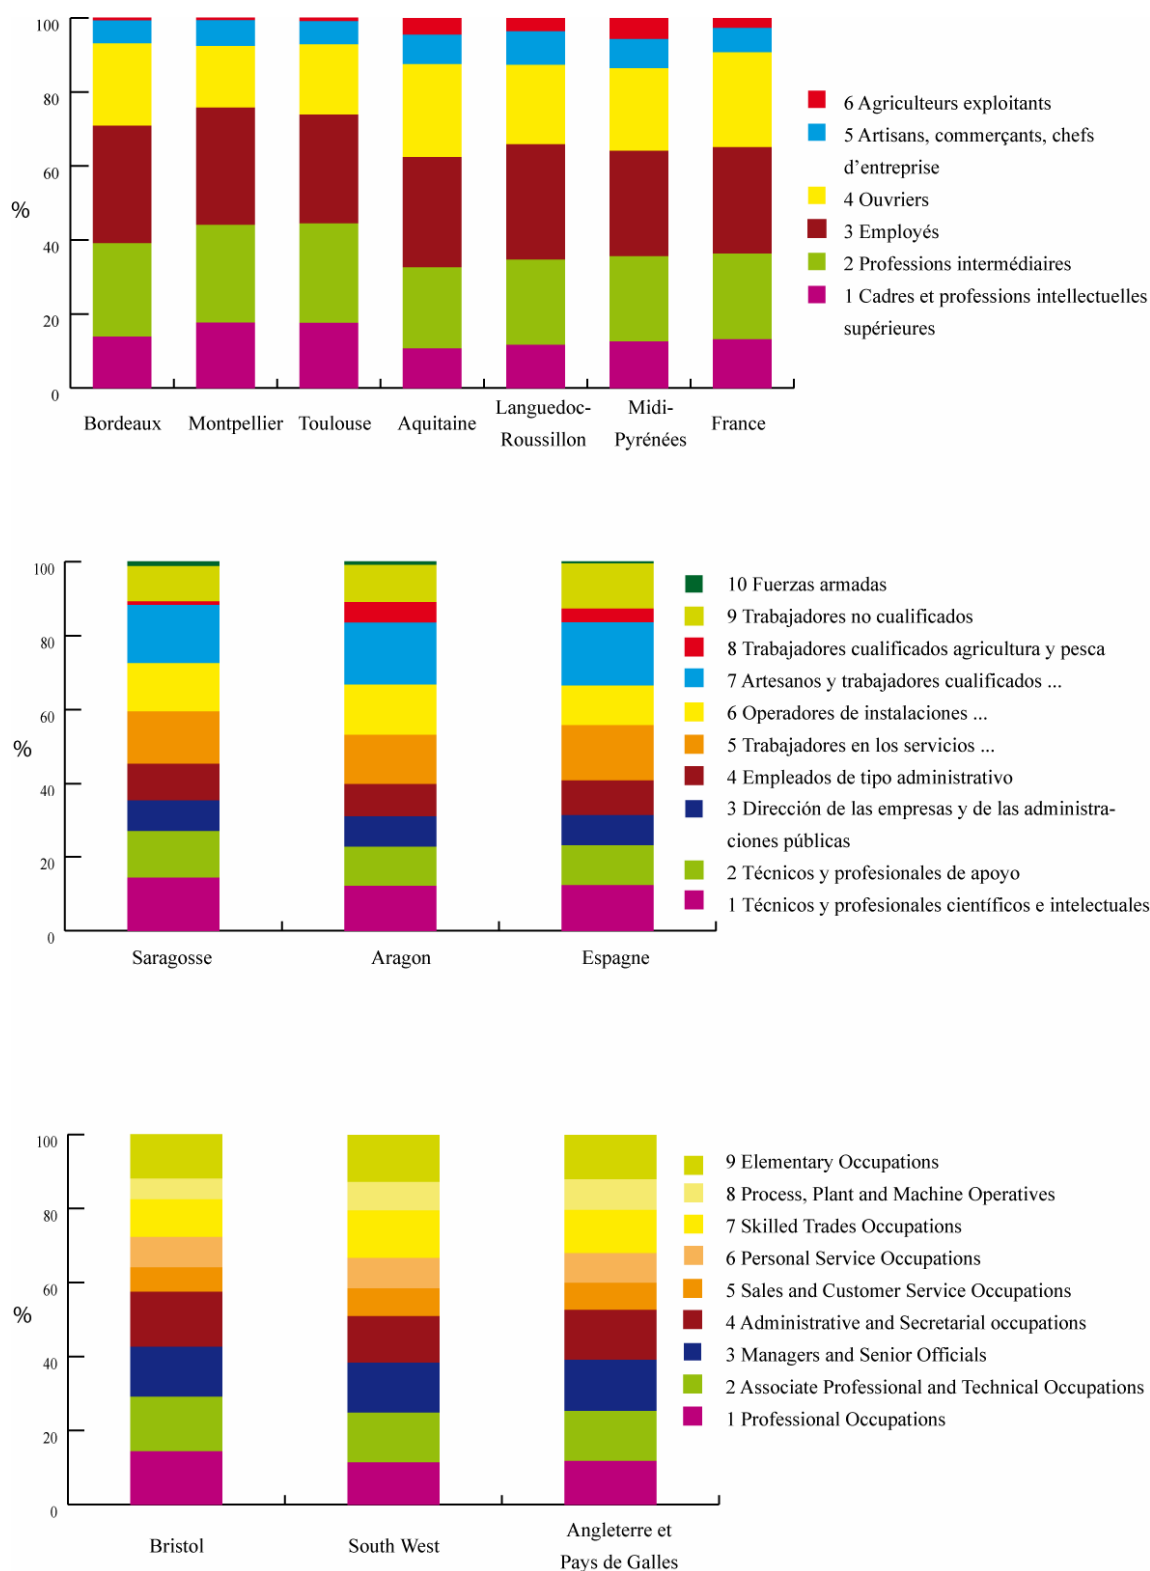 100
80
60
40
20
0
%
6 Agriculteurs exploitants
5 Artisans, commerçants, chefs
d’entreprise
4 Ouvriers
3 Employés
2 Professions intermédiaires
1 Cadres et professions intellectuelles
supérieures
Bordeaux
Montpellier
Toulouse
Aquitaine
Languedoc-
Roussillon
Midi-
Pyrénées
France
100
80
60
40
20
0
%
10 Fuerzas armadas
9 Trabajadores no cualificados
8 Trabajadores cualificados agricultura y pesca
7 Artesanos y trabajadores cualificados ...
6 Operadores de instalaciones ...
5 Trabajadores en los servicios ...
4 Empleados de tipo administrativo
3 Dirección de las empresas y de las administra-
ciones públicas
2 Técnicos y profesionales de apoyo
1 Técnicos y profesionales científicos e intelectuales
Saragosse
Aragon
Espagne
100
80
60
40
20
0
%
9 Elementary Occupations
8 Process, Plant and Machine Operatives
7 Skilled Trades Occupations
6 Personal Service Occupations
5 Sales and Customer Service Occupations
4 Administrative and Secretarial occupations
3 Managers and Senior Officials
2 Associate Professional and Technical Occupations
1 Professional Occupations
Bristol
South West
Angleterre et
Pays de Galles